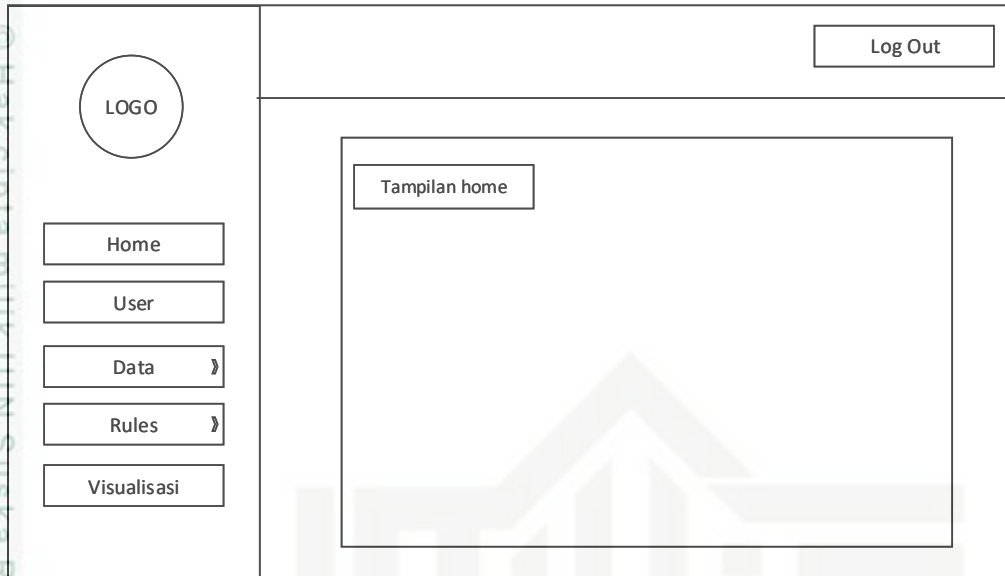 LOGO
Home
User
Data »
Rules »
Visualisasi
Log Out
Tampilan home